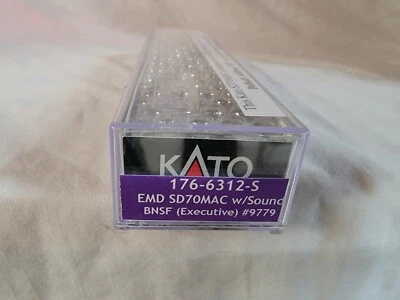 KATO
176-6312-S
EMD SD70MAC w/Sound
BNSF (Executive) #9779